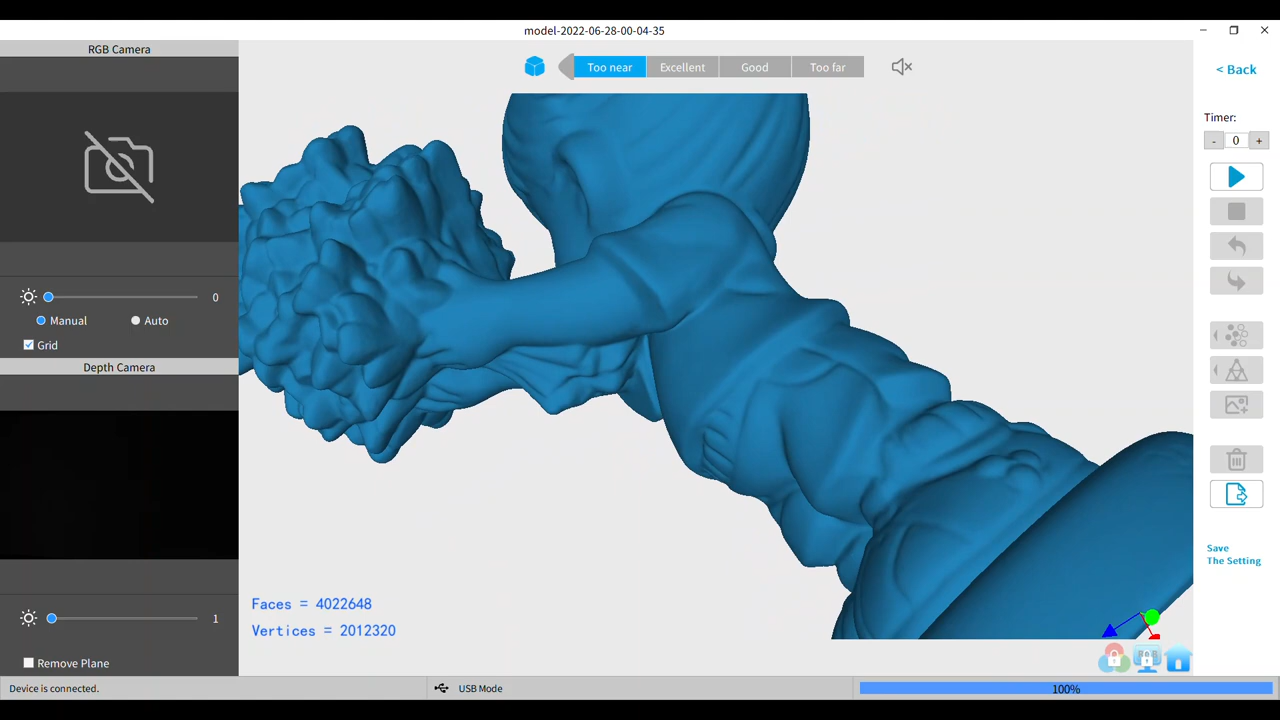 model-2022-06-28-00-04-35
RGB Camera
Too near
Excellent
Good
Too far
< Back
Timer:
- 0 +
0
Manual
Auto
Grid
Depth Camera
Save
The Setting
Faces = 4022648
Vertices = 2012320
1
Remove Plane
Device is connected.
USB Mode
100%